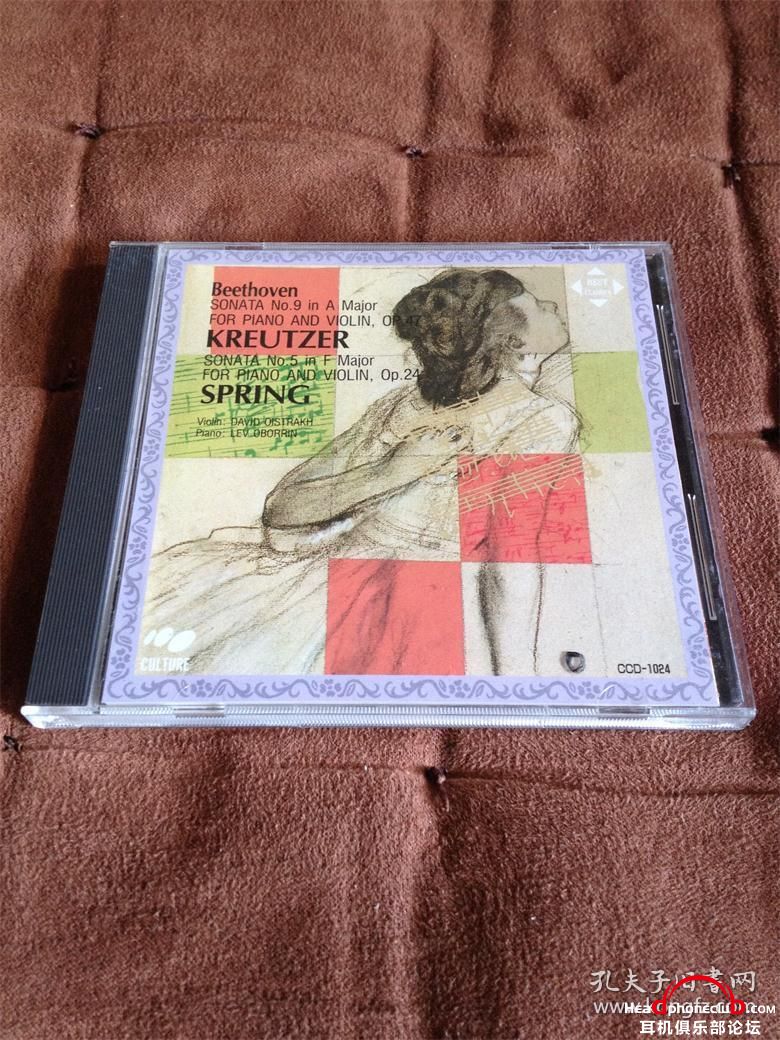 Beethoven
SONATA No.9 in A Major
FOR PIANO AND VIOLIN, OP.47
KREUTZER
SONATA No.5 in F Major
FOR PIANO AND VIOLIN, Op.24
SPRING
Violin: DAVID OISTRAKH
Piano: LEV OBORRIN
BEST
CLASSICS
CULTURE
CCD-1024
孔夫子旧书网
耳机俱乐部论坛